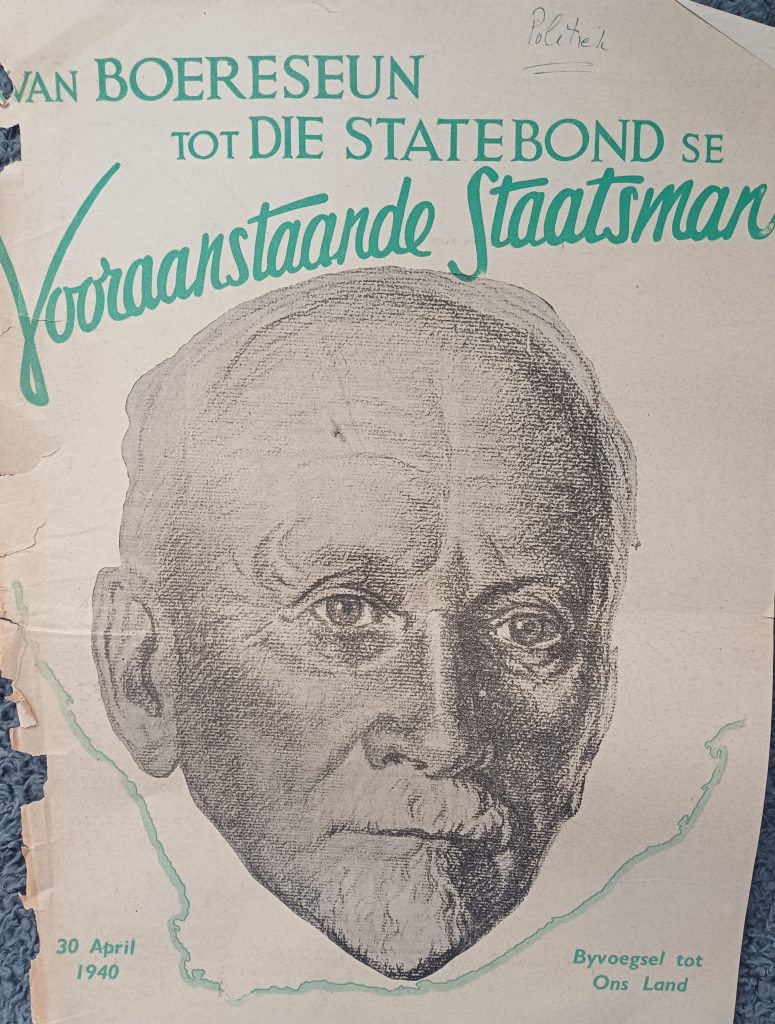 Politiek
VAN BOERESEUN
TOT DIE STATEBOND SE
Vooraanstaande Staatsman
30 April
1940
Byvoegsel tot
Ons Land